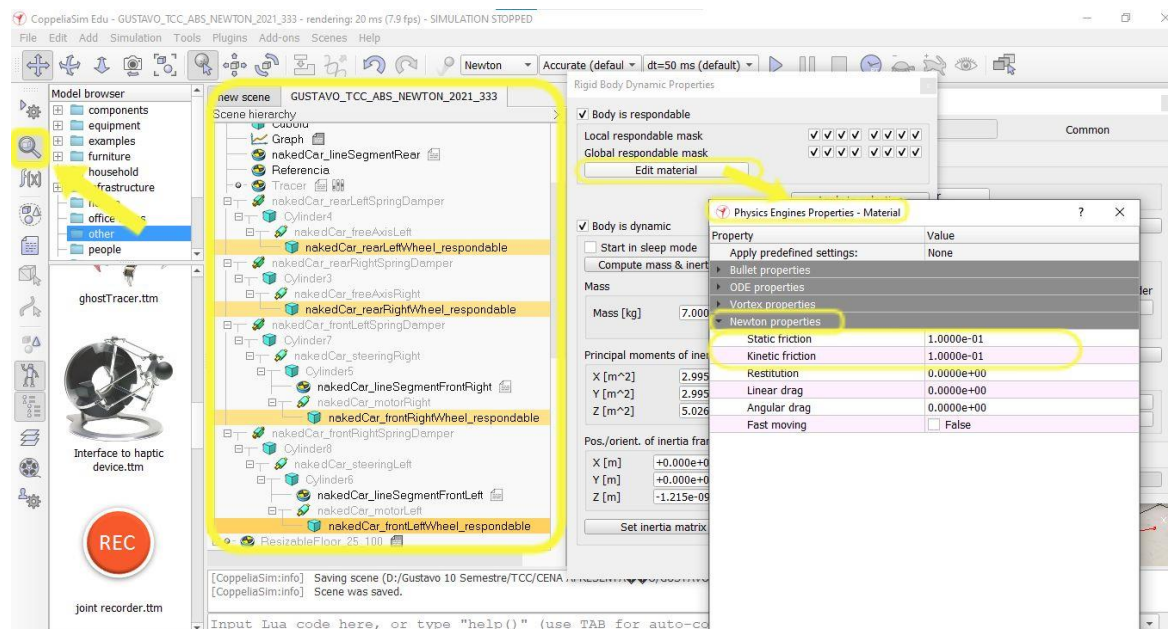 CoppeliaSim Edu - GUSTAVO_TCC_ABS_NEWTON_2021_333 - rendering: 20 ms (7.9 fps) - SIMULATION STOPPED
File Edit Add Simulation Tools Plugins Add-ons Scenes Help
Newton Accurate (defaul dt=50 ms (default)
Model browser
components
equipment
examples
furniture
household
frastructure
office
other
people
ghostTracer.ttm
Interface to haptic
device.ttm
REC
joint recorder.ttm
f(x)
new scene GUSTAVO_TCC_ABS_NEWTON_2021_333
Scene hierarchy
Cuboid
Graph
nakedCar_lineSegmentRear
Referencia
Tracer
nakedCar_rearLeftSpringDamper
Cylinder4
nakedCar_freeAxisLeft
nakedCar_rearLeftWheel_respondable
nakedCar_rearRightSpringDamper
Cylinder3
nakedCar_freeAxisRight
nakedCar_rearRightWheel_respondable
nakedCar_frontLeftSpringDamper
Cylinder7
nakedCar_steeringRight
Cylinder5
nakedCar_lineSegmentFrontRight
nakedCar_motorRight
nakedCar_frontRightWheel_respondable
nakedCar_frontRightSpringDamper
Cylinder8
nakedCar_steeringLeft
Cylinder6
nakedCar_lineSegmentFrontLeft
nakedCar_motorLeft
nakedCar_frontLeftWheel_respondable
ResizableFloor_25_100
[CoppeliaSim:info] Saving scene (D:/Gustavo 10 Semestre/TCC/CENA
[CoppeliaSim:info] Scene was saved.
Input Lua code here, or type "help()" (use TAB for auto-co
Rigid Body Dynamic Properties
Body is respondable
Local respondable mask
Global respondable mask
Edit material
Body is dynamic
Start in sleep mode
Compute mass & inert
Mass
Mass [kg] 7.000
Principal moments of iner
X [m^2] 2.995
Y [m^2] 2.995
Z [m^2] 5.026
Pos./orient. of inertia fran
X [m] +0.000e+0
Y [m] +0.000e+0
Z [m] -1.215e-09
Set inertia matrix
Common
Physics Engines Properties - Material ? ×
Property Value
Apply predefined settings: None
Bullet properties
ODE properties
Vortex properties
Newton properties
Static friction 1.0000e-01
Kinetic friction 1.0000e-01
Restitution 0.0000e+00
Linear drag 0.0000e+00
Angular drag 0.0000e+00
Fast moving False